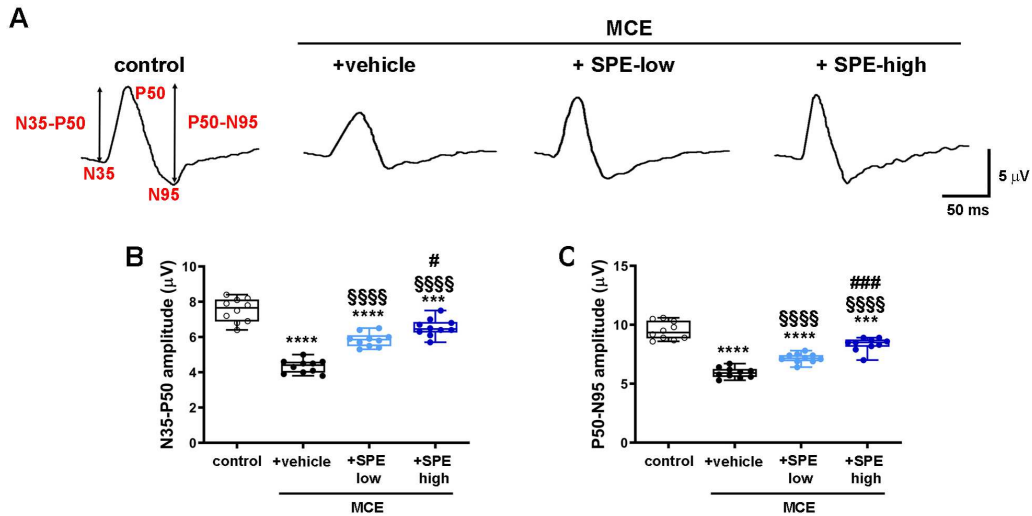 A
MCE
control
+vehicle
+ SPE-low
+ SPE-high
P50
N35-P50
P50-N95
N35
N95
5 μV
50 ms
B
N35-P50 amplitude (μV)
10
8
6
4
2
0
****
§§§§
****
#
§§§§
***
control
+vehicle
+SPE
low
+SPE
high
MCE
C
P50-N95 amplitude (μV)
15
10
5
0
****
§§§§
****
###
§§§§
***
control
+vehicle
+SPE
low
+SPE
high
MCE